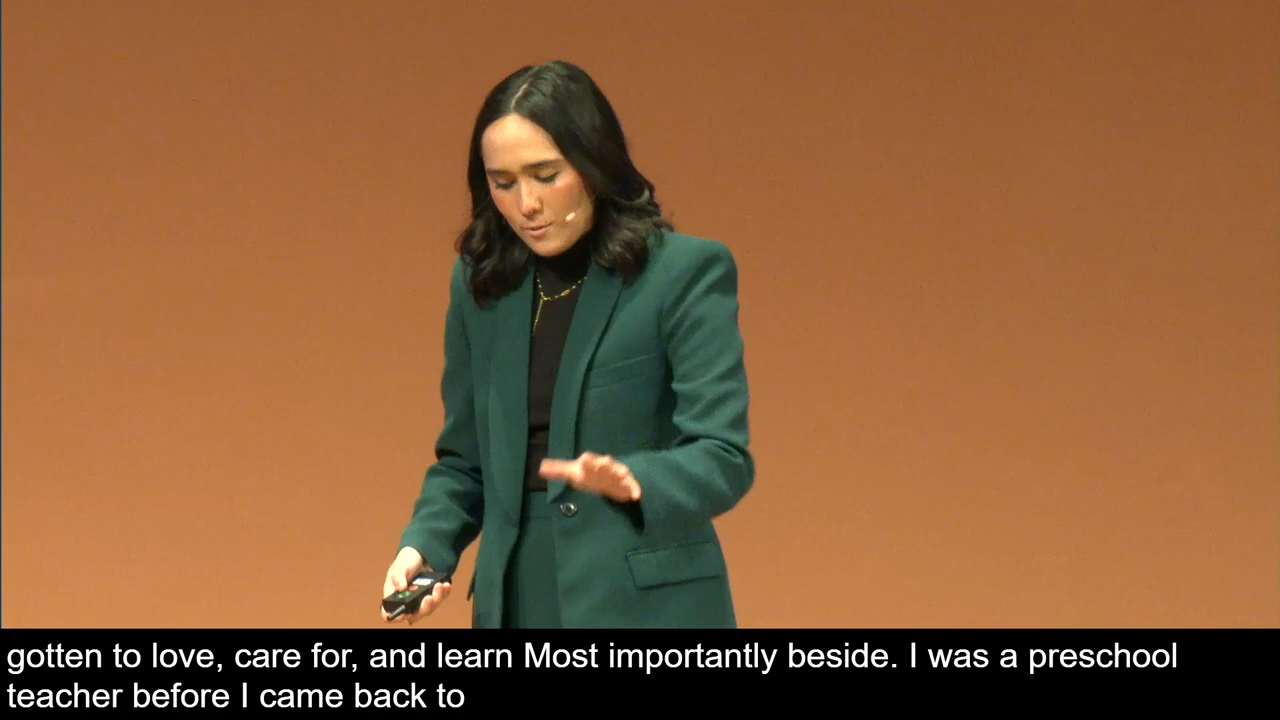 gotten to love, care for, and learn Most importantly beside. I was a preschool
teacher before I came back to